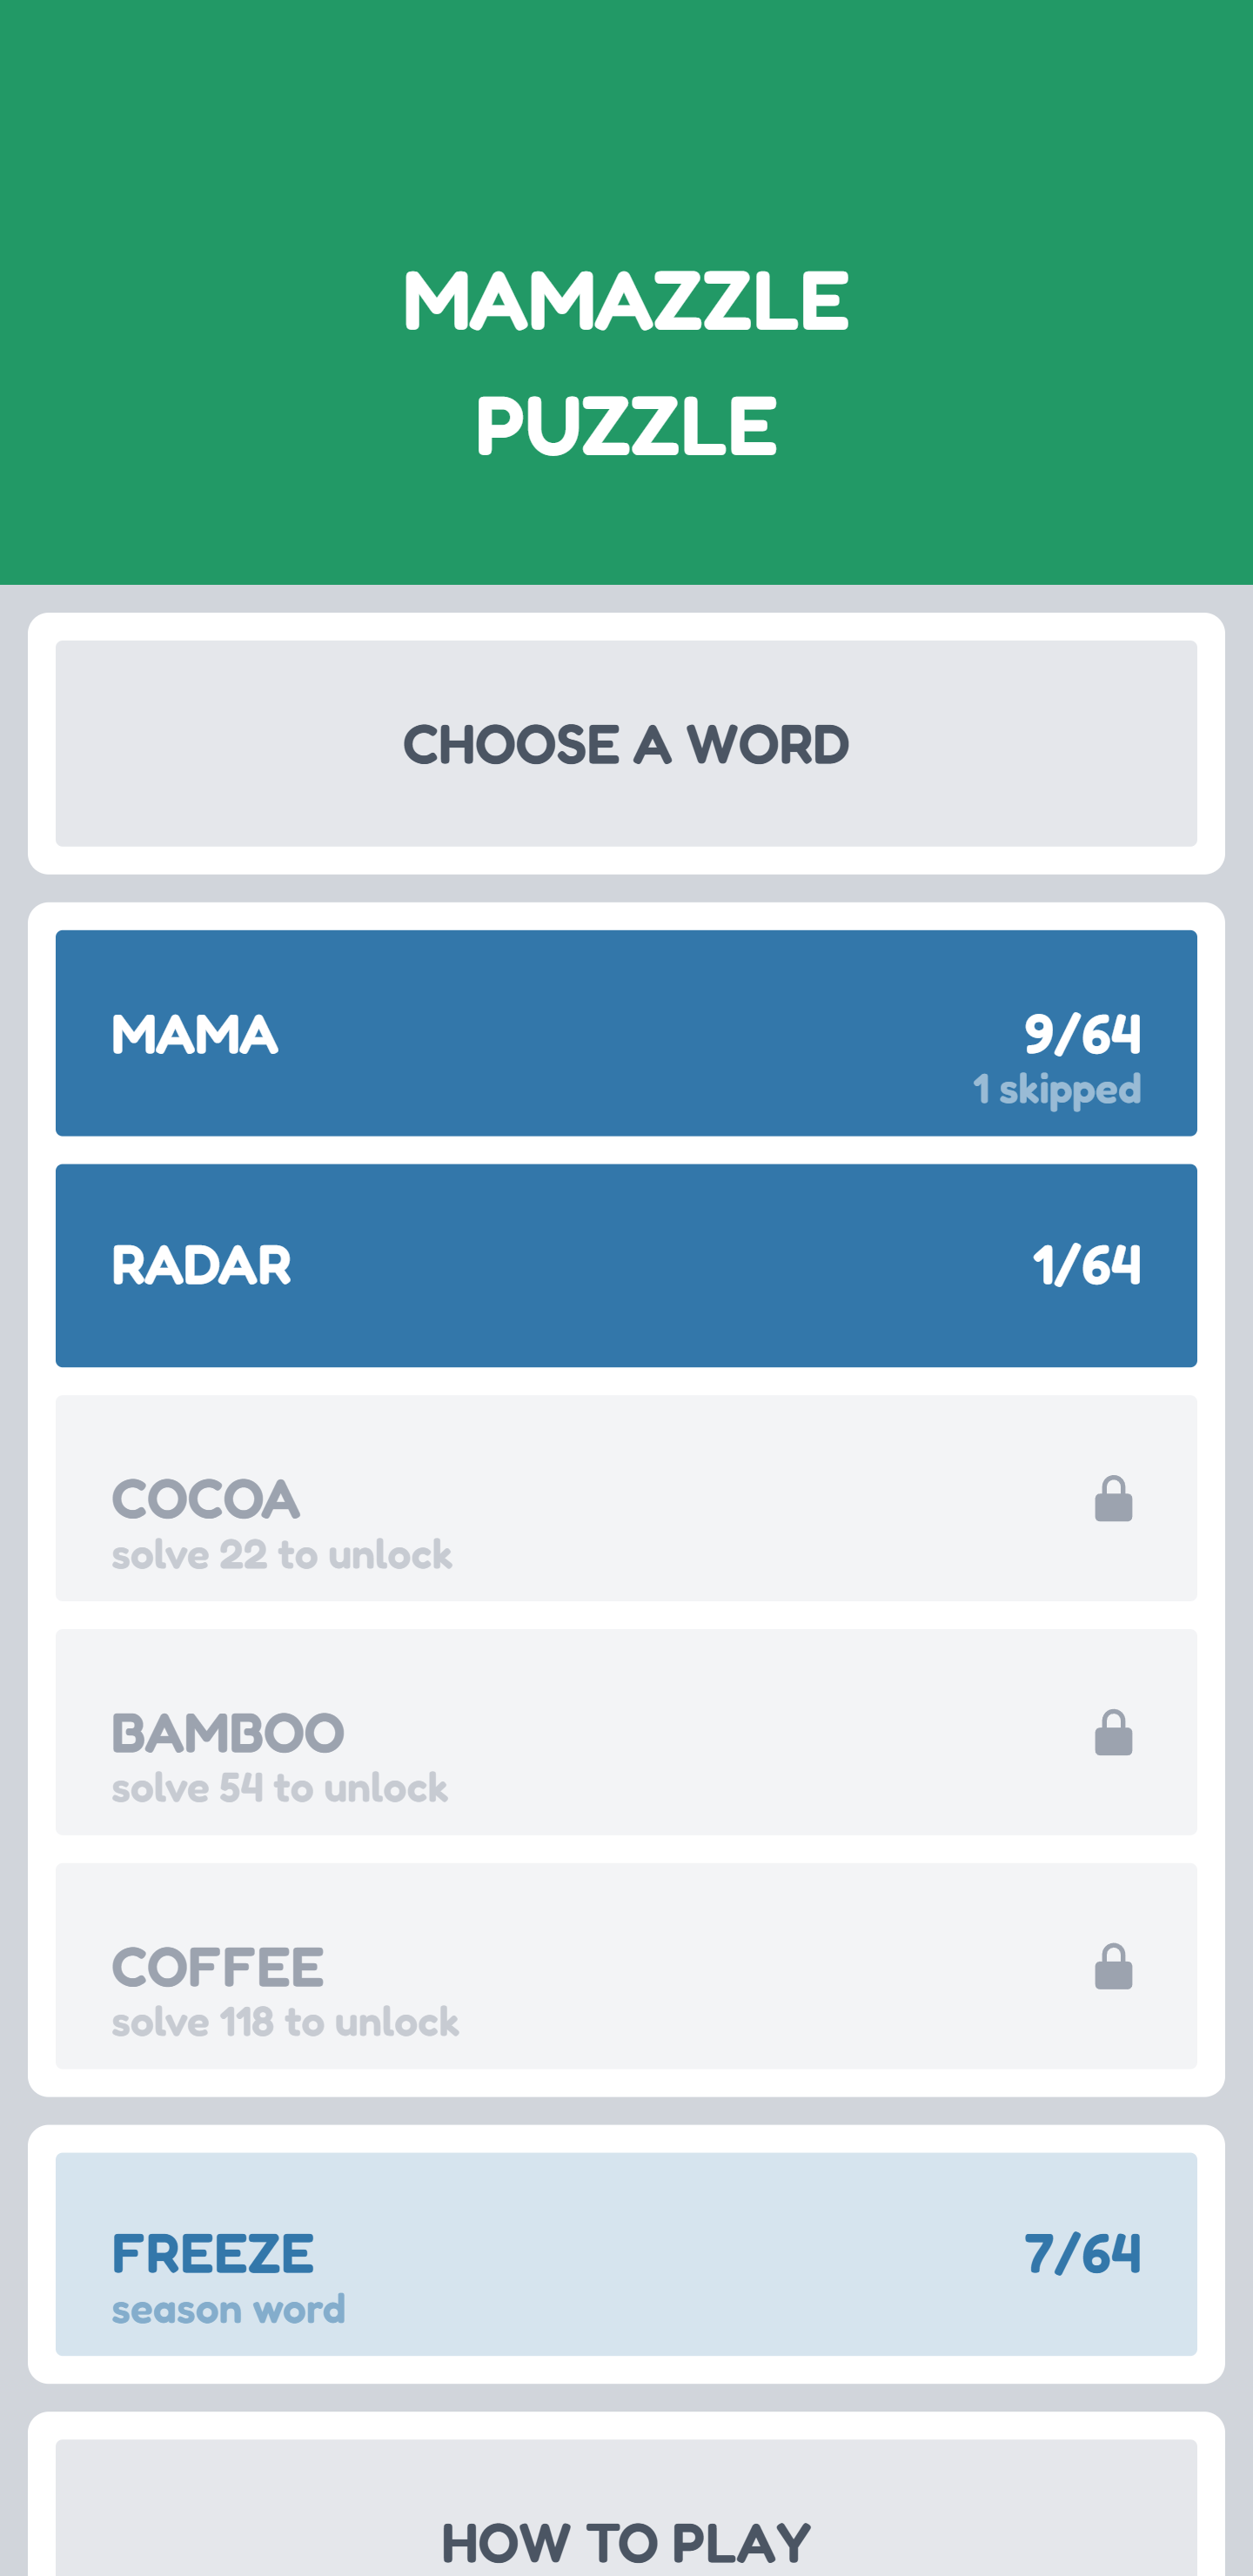 MAMAZZLE
PUZZLE
CHOOSE A WORD
MAMA 9/64
1 skipped
RADAR 1/64
COCOA
solve 22 to unlock
BAMBOO
solve 54 to unlock
COFFEE
solve 118 to unlock
FREEZE 7/64
season word
HOW TO PLAY